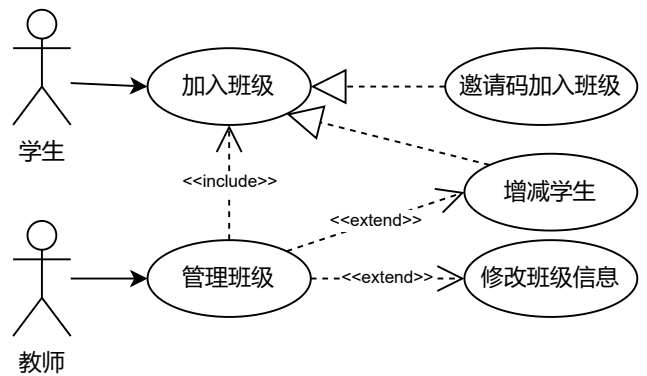 加入班级
邀请码加入班级
学生
<<include>>
增减学生
<<extend>>
管理班级
<<extend>>
修改班级信息
教师